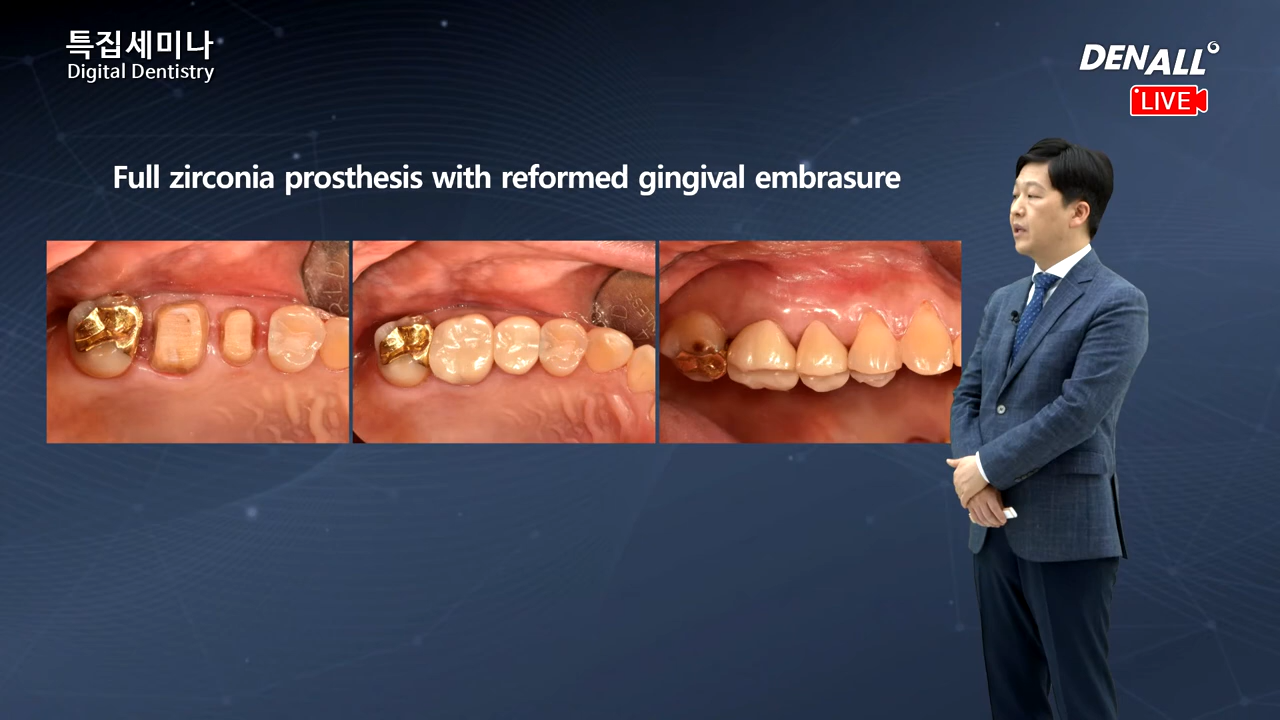 특집세미나
Digital Dentistry
DENALL
LIVE
Full zirconia prosthesis with reformed gingival embrasure